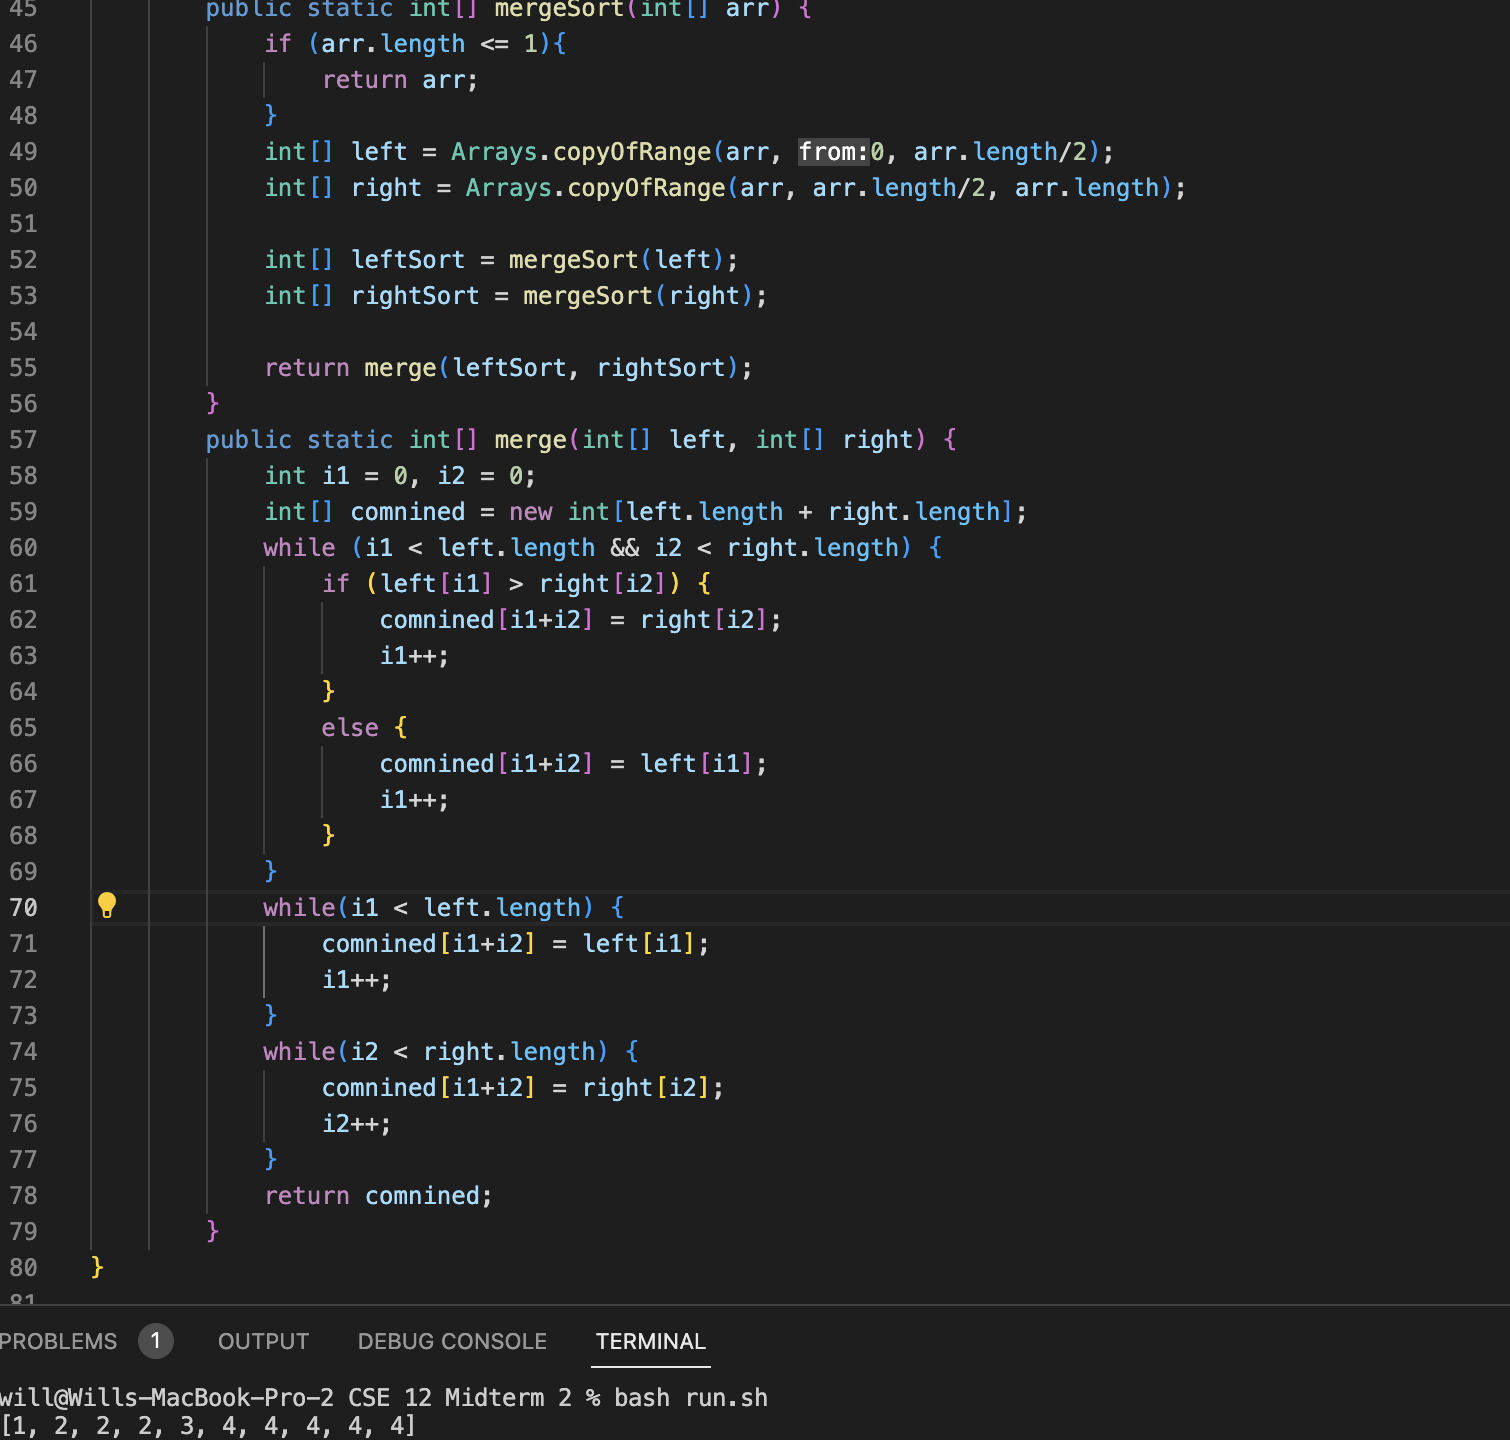 45 public static int[] mergeSort(int[] arr) {
46 if (arr.length <= 1){
47 return arr;
48 }
49 int[] left = Arrays.copyOfRange(arr, from:0, arr.length/2);
50 int[] right = Arrays.copyOfRange(arr, arr.length/2, arr.length);
51
52 int[] leftSort = mergeSort(left);
53 int[] rightSort = mergeSort(right);
54
55 return merge(leftSort, rightSort);
56 }
57 public static int[] merge(int[] left, int[] right) {
58 int i1 = 0, i2 = 0;
59 int[] comnined = new int[left.length + right.length];
60 while (i1 < left.length && i2 < right.length) {
61 if (left[i1] > right[i2]) {
62 comnined[i1+i2] = right[i2];
63 i1++;
64 }
65 else {
66 comnined[i1+i2] = left[i1];
67 i1++;
68 }
69 }
70 while(i1 < left.length) {
71 comnined[i1+i2] = left[i1];
72 i1++;
73 }
74 while(i2 < right.length) {
75 comnined[i1+i2] = right[i2];
76 i2++;
77 }
78 return comnined;
79 }
80 }
81
PROBLEMS 1 OUTPUT DEBUG CONSOLE TERMINAL
will@Wills-MacBook-Pro-2 CSE 12 Midterm 2 % bash run.sh
[1, 2, 2, 2, 3, 4, 4, 4, 4, 4]